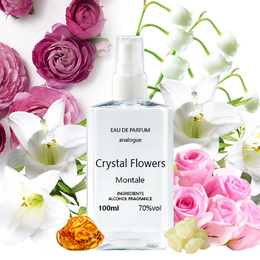 EAU DE PARFUM
analogue
Crystal Flowers
Montale
INGREDIENTS
ALCOHOL FRAGRANCE
100ml 70%vol